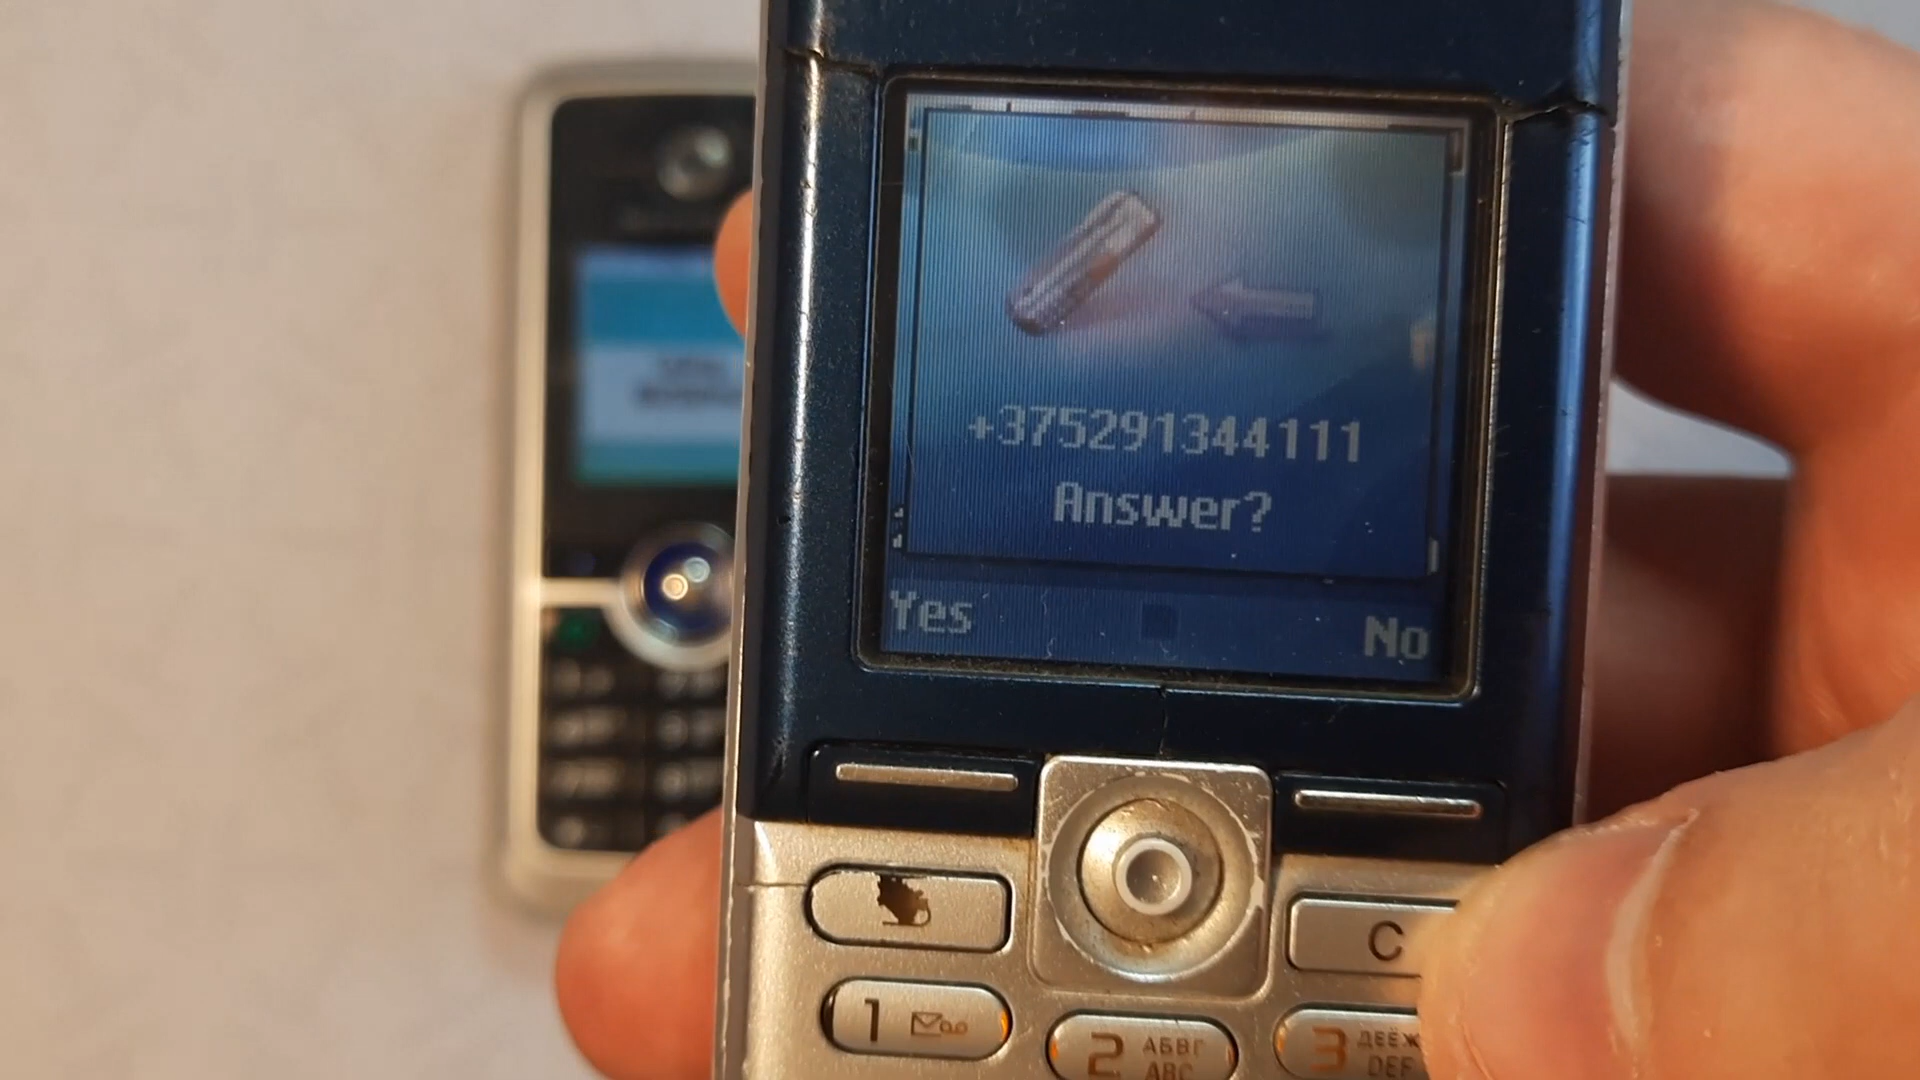 +375291344111
Answer?
Yes
No
C
1
2 АБВГ
ABC
3 ДЕЁЖ
DEF